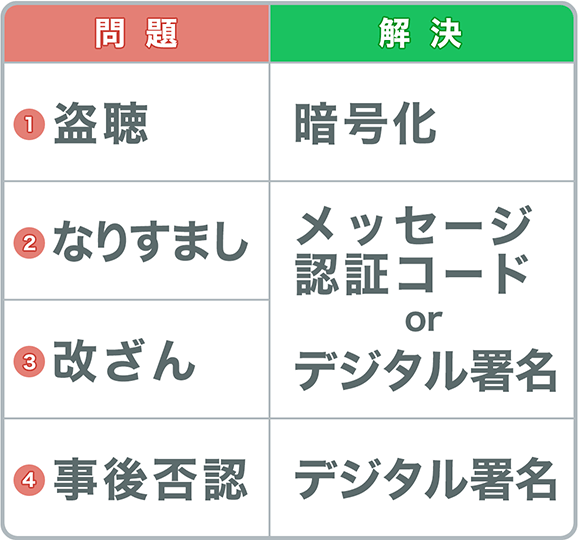 問題 解決
1 盗聴 暗号化
2 なりすまし メッセージ
認証コード
or
デジタル署名
3 改ざん
4 事後否認 デジタル署名